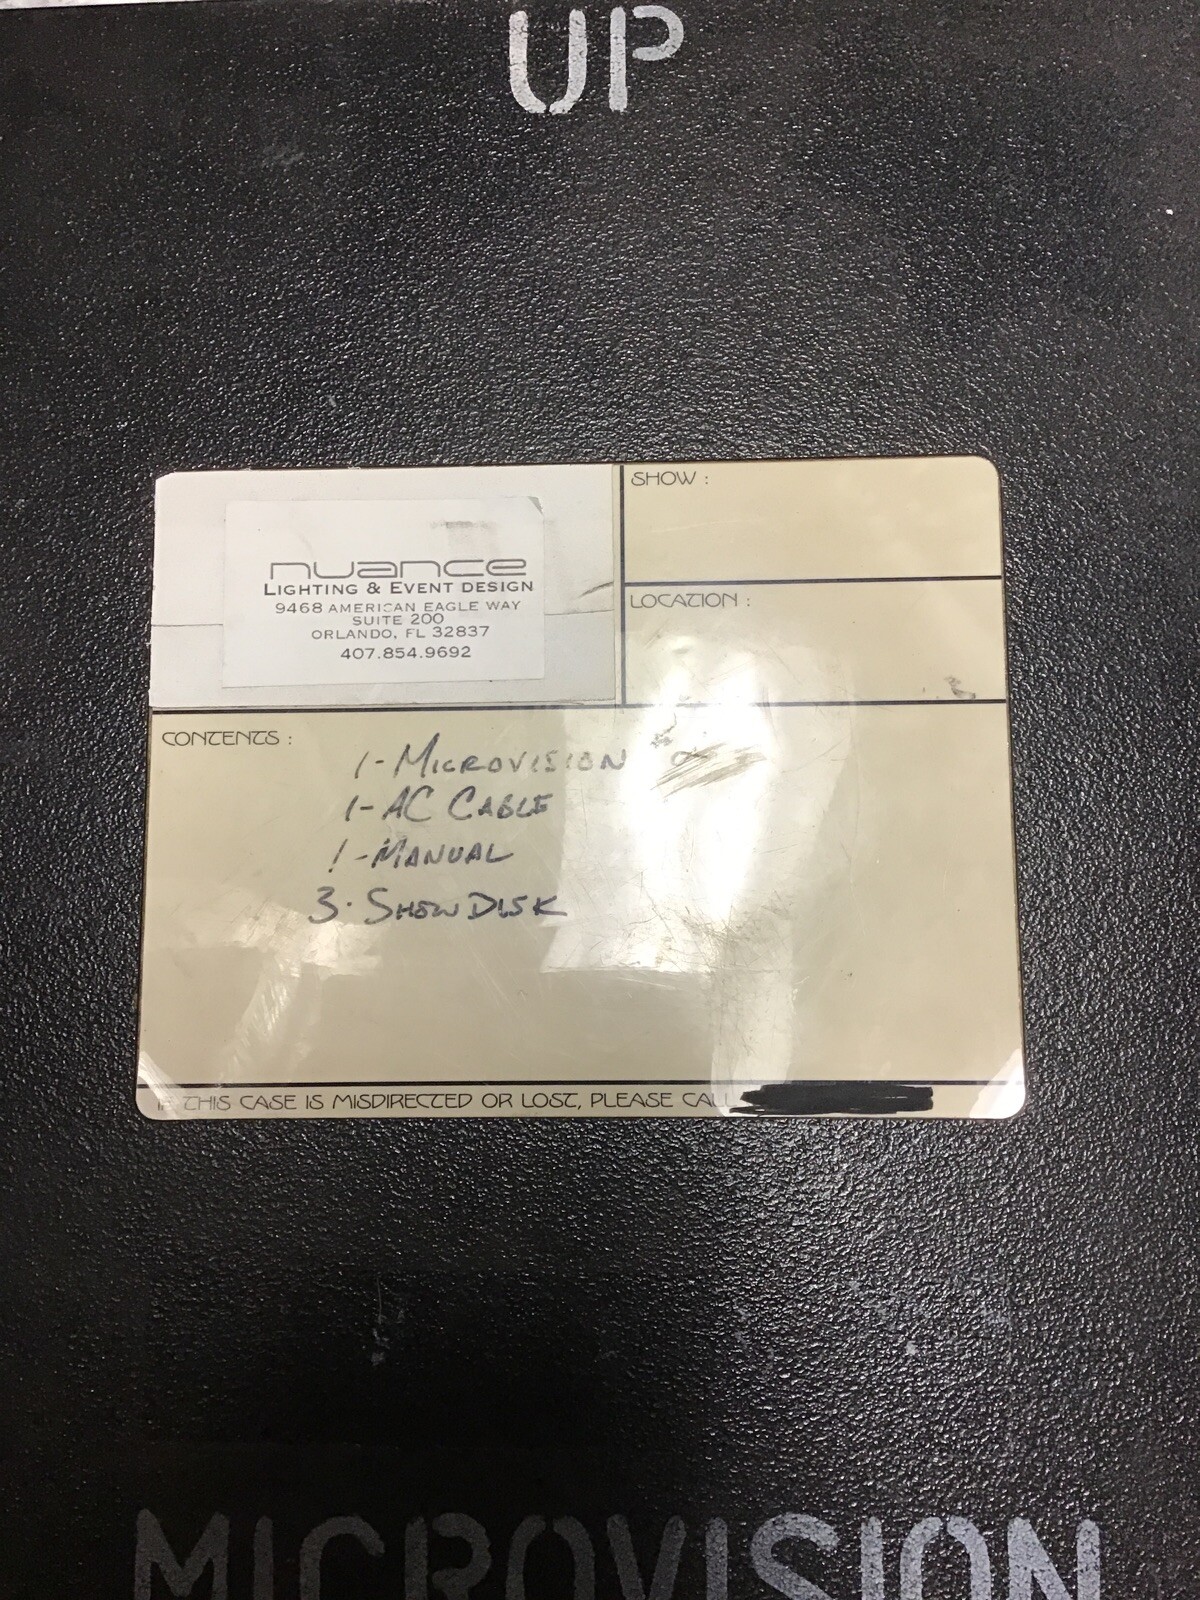 UP
nuance
LIGHTING & EVENT DESIGN
9468 AMERICAN EAGLE WAY
SUITE 200
ORLANDO, FL 32837
407.854.9692
SHOW :
LOCATION :
CONTENTS :
1-MICROVISION
1-AC CABLE
1-MANUAL
3. SHOW DISK
IF THIS CASE IS MISDIRECTED OR LOST, PLEASE CALL
MICROVISION